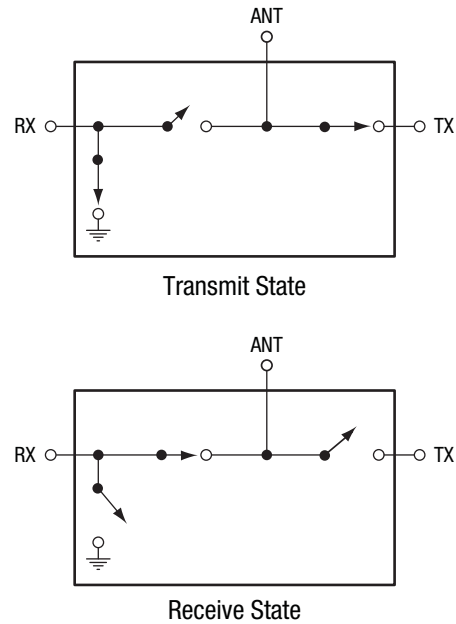 ANT
RX
TX
Transmit State
ANT
RX
TX
Receive State